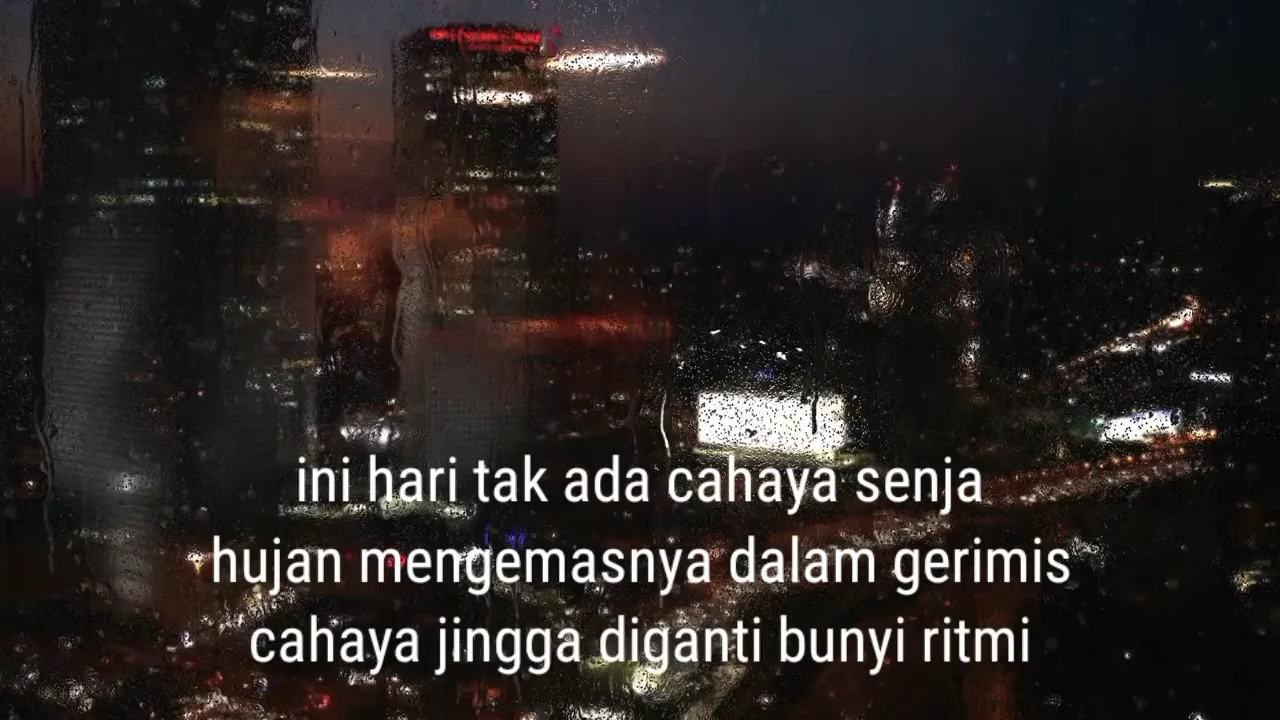 ini hari tak ada cahaya senja
hujan mengemasnya dalam gerimis
cahaya jingga diganti bunyi ritmi